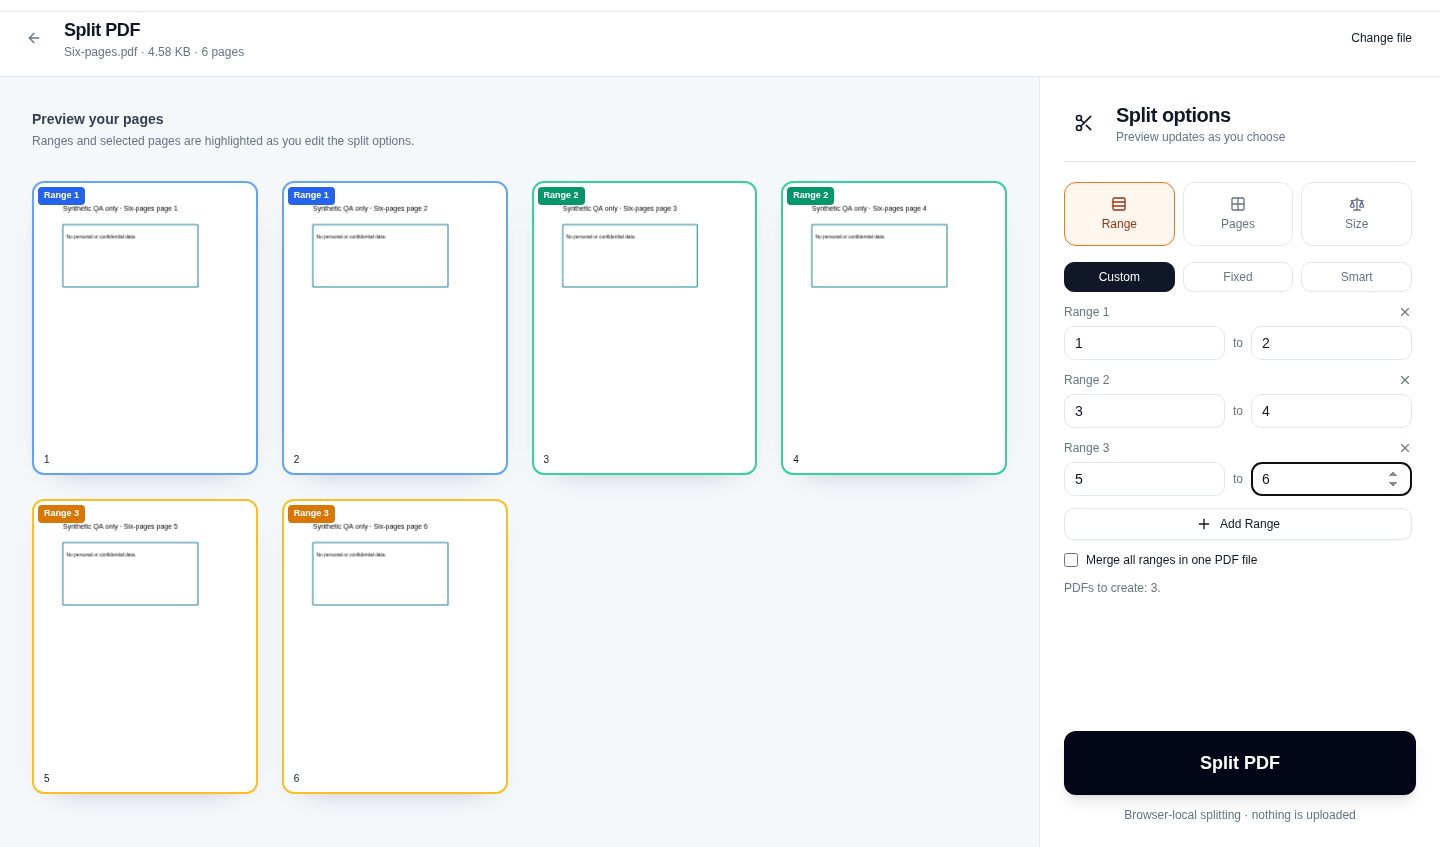 Split PDF
Six-pages.pdf · 4.58 KB · 6 pages
Change file
Preview your pages
Ranges and selected pages are highlighted as you edit the split options.
Range 1
Synthetic QA only · Six-pages page 1
No personal or confidential data.
1
Range 1
Synthetic QA only · Six-pages page 2
No personal or confidential data.
2
Range 2
Synthetic QA only · Six-pages page 3
No personal or confidential data.
3
Range 2
Synthetic QA only · Six-pages page 4
No personal or confidential data.
4
Range 3
Synthetic QA only · Six-pages page 5
No personal or confidential data.
5
Range 3
Synthetic QA only · Six-pages page 6
No personal or confidential data.
6
Split options
Preview updates as you choose
Range
Pages
Size
Custom
Fixed
Smart
Range 1
1 to 2
Range 2
3 to 4
Range 3
5 to 6
Add Range
Merge all ranges in one PDF file
PDFs to create: 3.
Split PDF
Browser-local splitting · nothing is uploaded